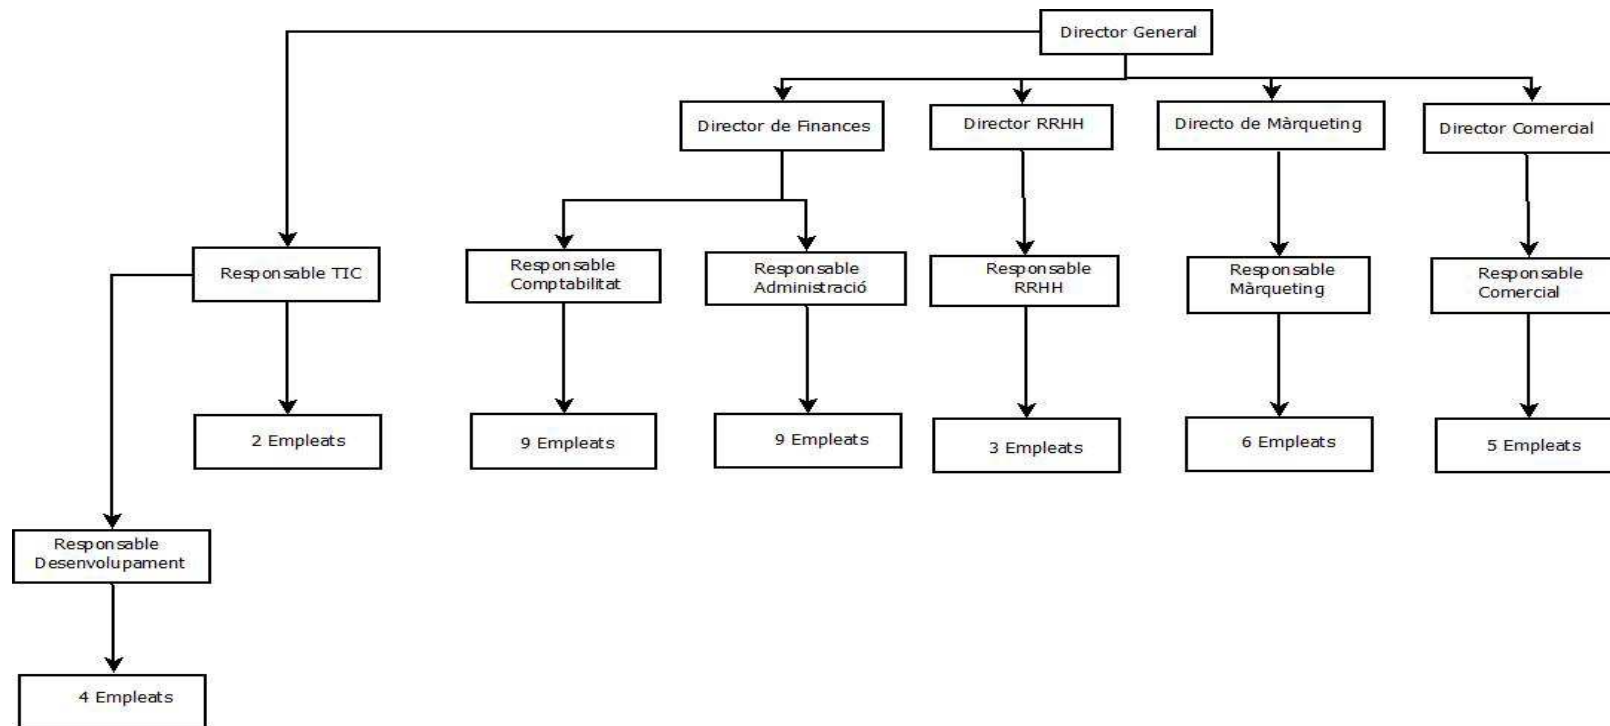 Director General
Director de Finances
Director RRHH
Directo de Màrqueting
Director Comercial
Responsable TIC
Responsable
Comptabilitat
Responsable
Administració
Responsable
RRHH
Responsable
Màrqueting
Responsable
Comercial
2 Empleats
9 Empleats
9 Empleats
3 Empleats
6 Empleats
5 Empleats
Responsable
Desenvolupament
4 Empleats